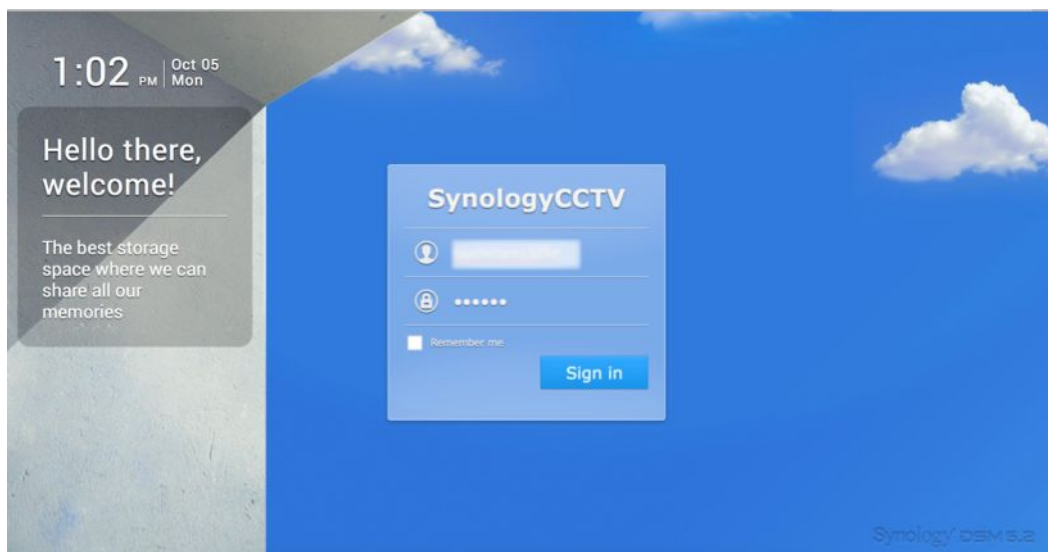 1:02 PM Oct 05
Mon
Hello there,
welcome!
The best storage
space where we can
share all our
memories
SynologyCCTV
••••••
Remember me
Sign in
Synology DSM 5.2